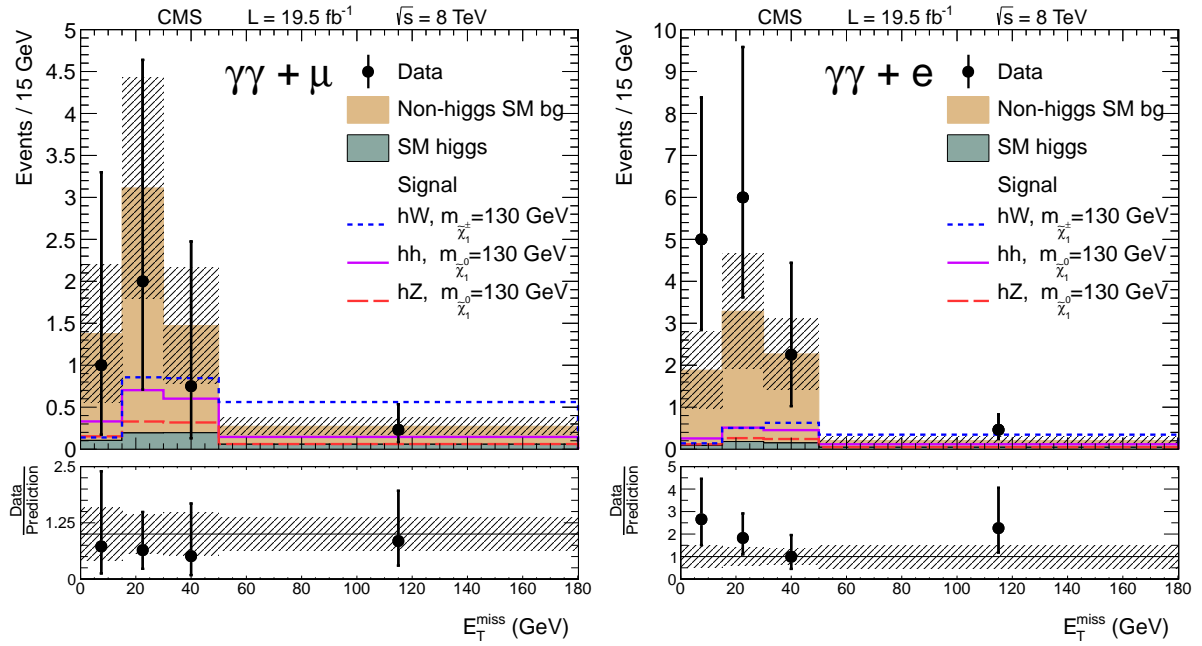 CMS L = 19.5 fb⁻¹ √s = 8 TeV
Events / 15 GeV
γγ + μ
Data
Non-higgs SM bg
SM higgs
Signal
hW, m_χ̃₁± =130 GeV
hh, m_χ̃₁⁰ =130 GeV
hZ, m_χ̃₁⁰ =130 GeV
5
4.5
4
3.5
3
2.5
2
1.5
1
0.5
0
Data
Prediction
2.5
1.25
0
0 20 40 60 80 100 120 140 160 180
E_T^miss (GeV)
CMS L = 19.5 fb⁻¹ √s = 8 TeV
Events / 15 GeV
γγ + e
Data
Non-higgs SM bg
SM higgs
Signal
hW, m_χ̃₁± =130 GeV
hh, m_χ̃₁⁰ =130 GeV
hZ, m_χ̃₁⁰ =130 GeV
10
9
8
7
6
5
4
3
2
1
0
Data
Prediction
5
4
3
2
1
0
0 20 40 60 80 100 120 140 160 180
E_T^miss (GeV)